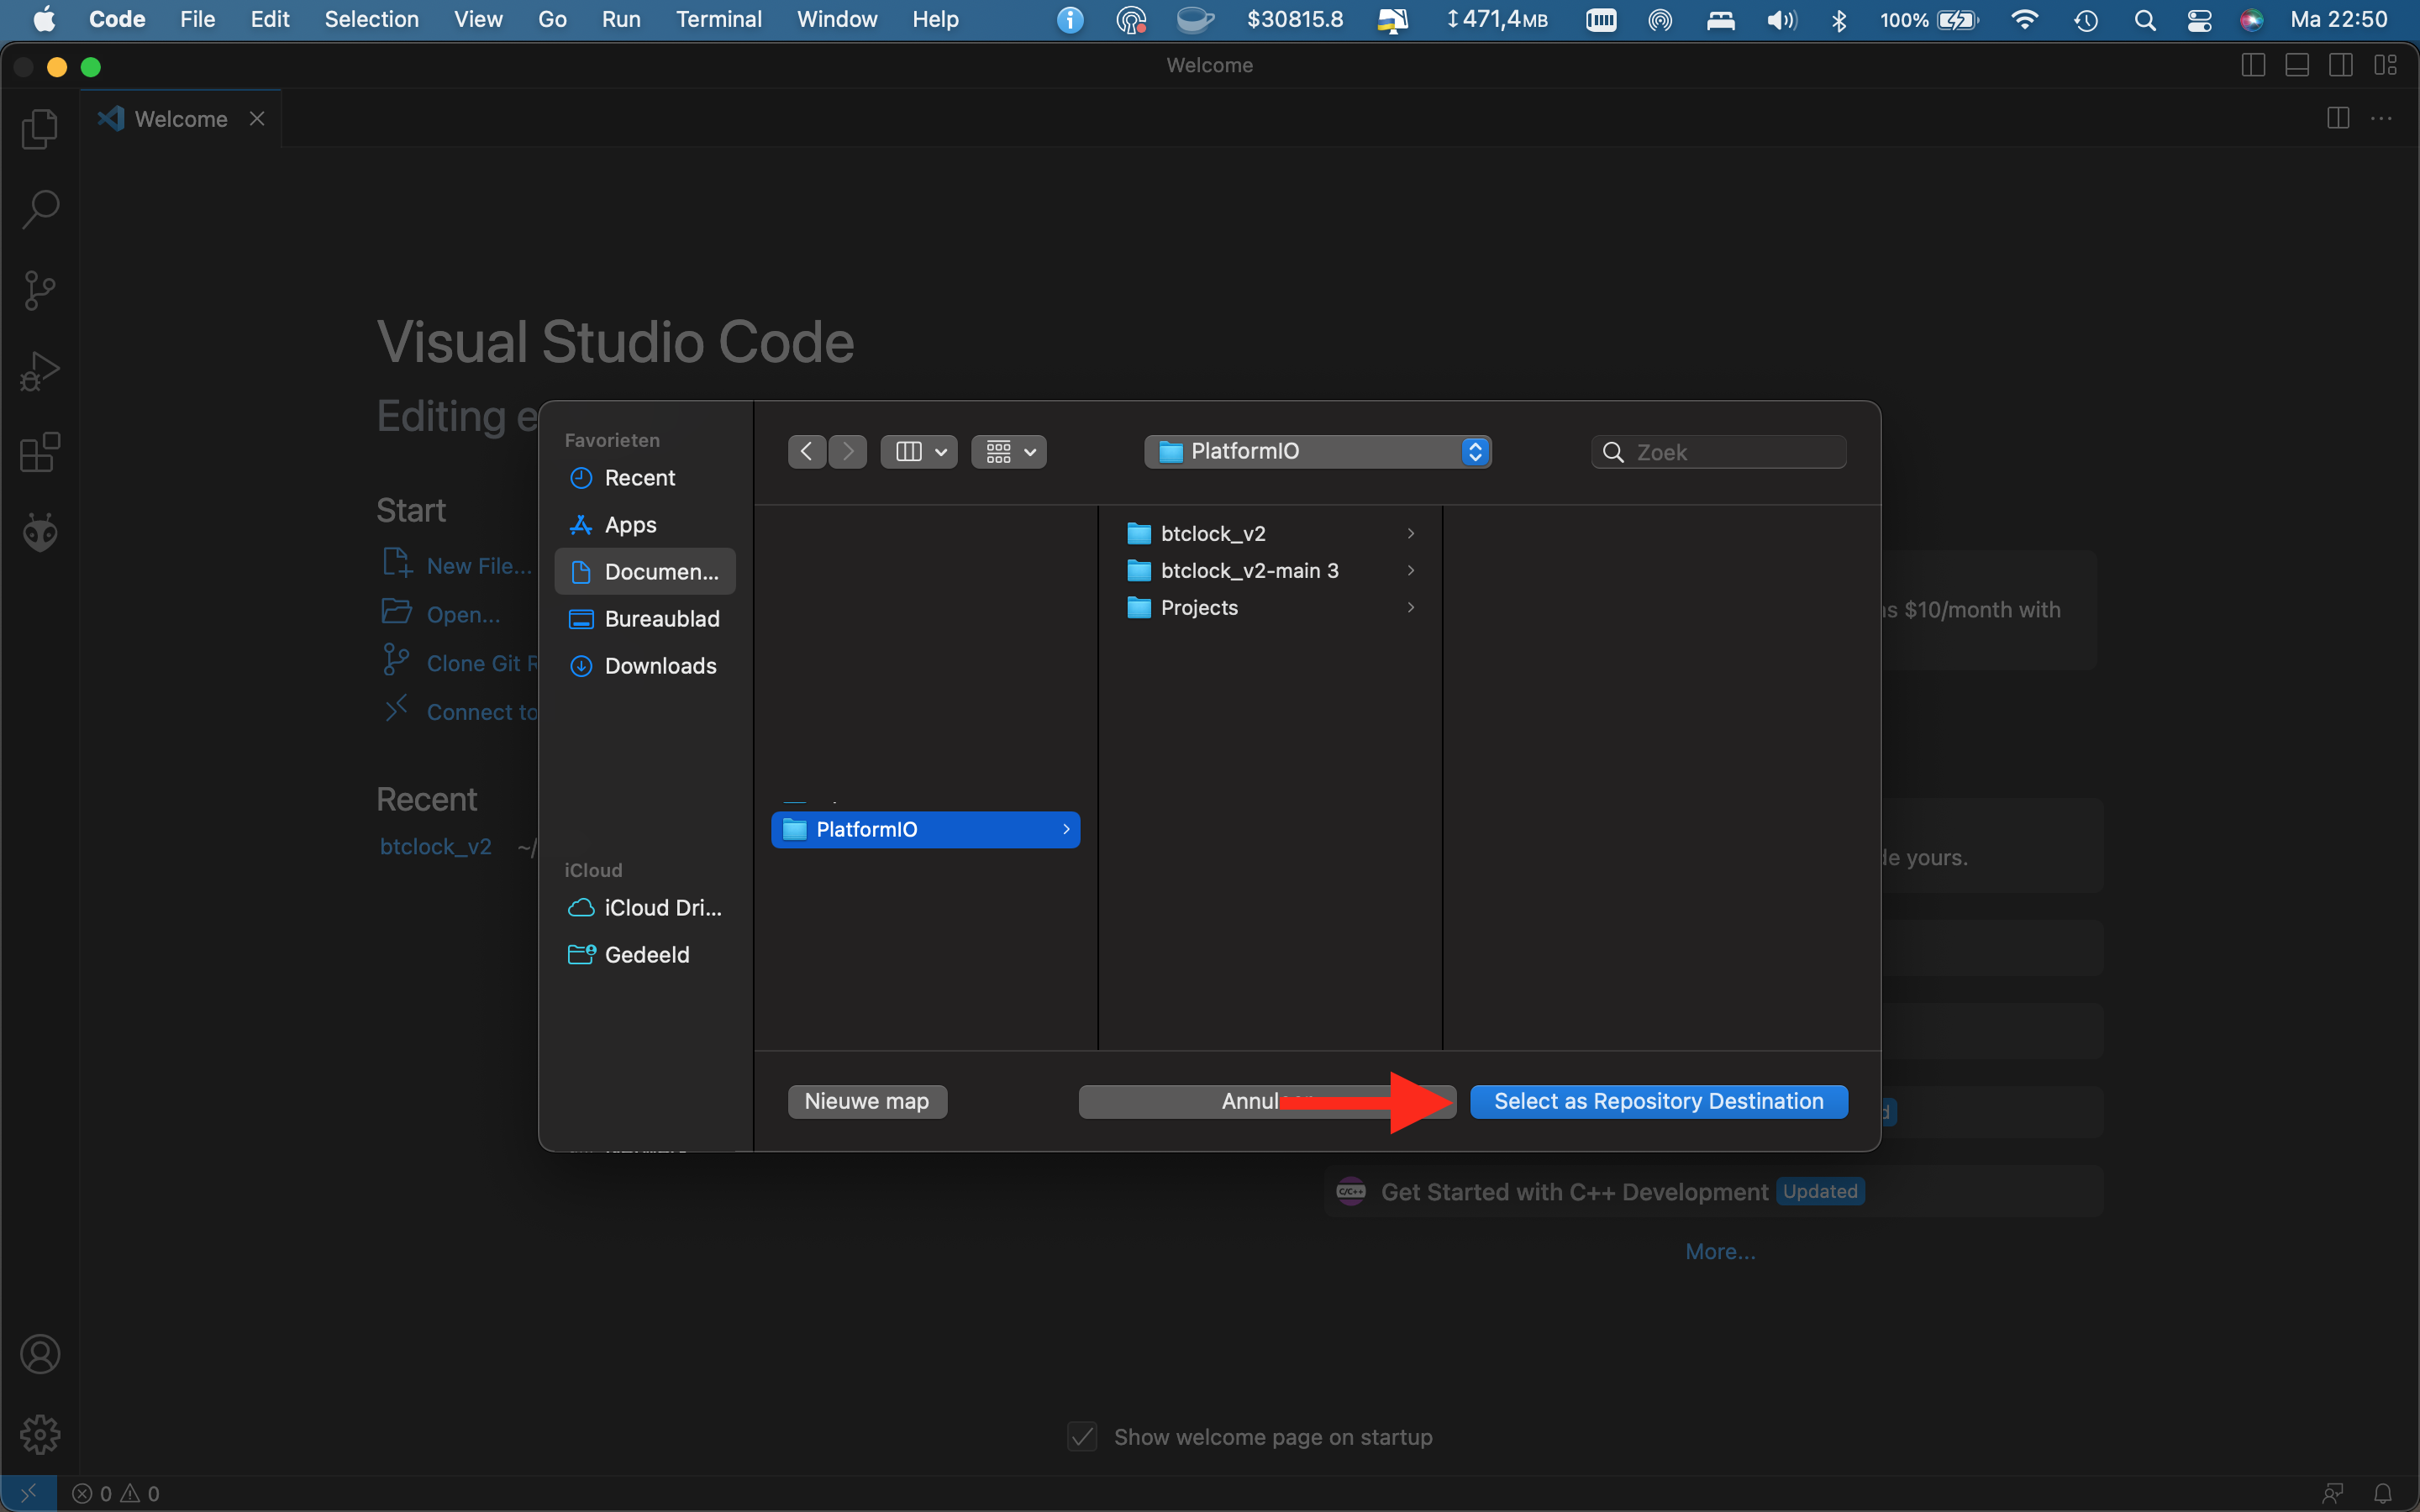 Code File Edit Selection View Go Run Terminal Window Help $30815.8 ↕471,4MB 100% Ma 22:50
Welcome
Welcome
Visual Studio Code
Editing e
Start
New File...
Open...
Clone Git R
Connect to
Recent
btclock_v2 ~/
Favorieten
Recent
Apps
Documen...
Bureaublad
Downloads
iCloud
iCloud Dri...
Gedeeld
PlatformIO
Zoek
PlatformIO
btclock_v2
btclock_v2-main 3
Projects
Nieuwe map
Select as Repository Destination
$10/month with
yours.
C/C++ Get Started with C++ Development Updated
More...
Show welcome page on startup
0 0